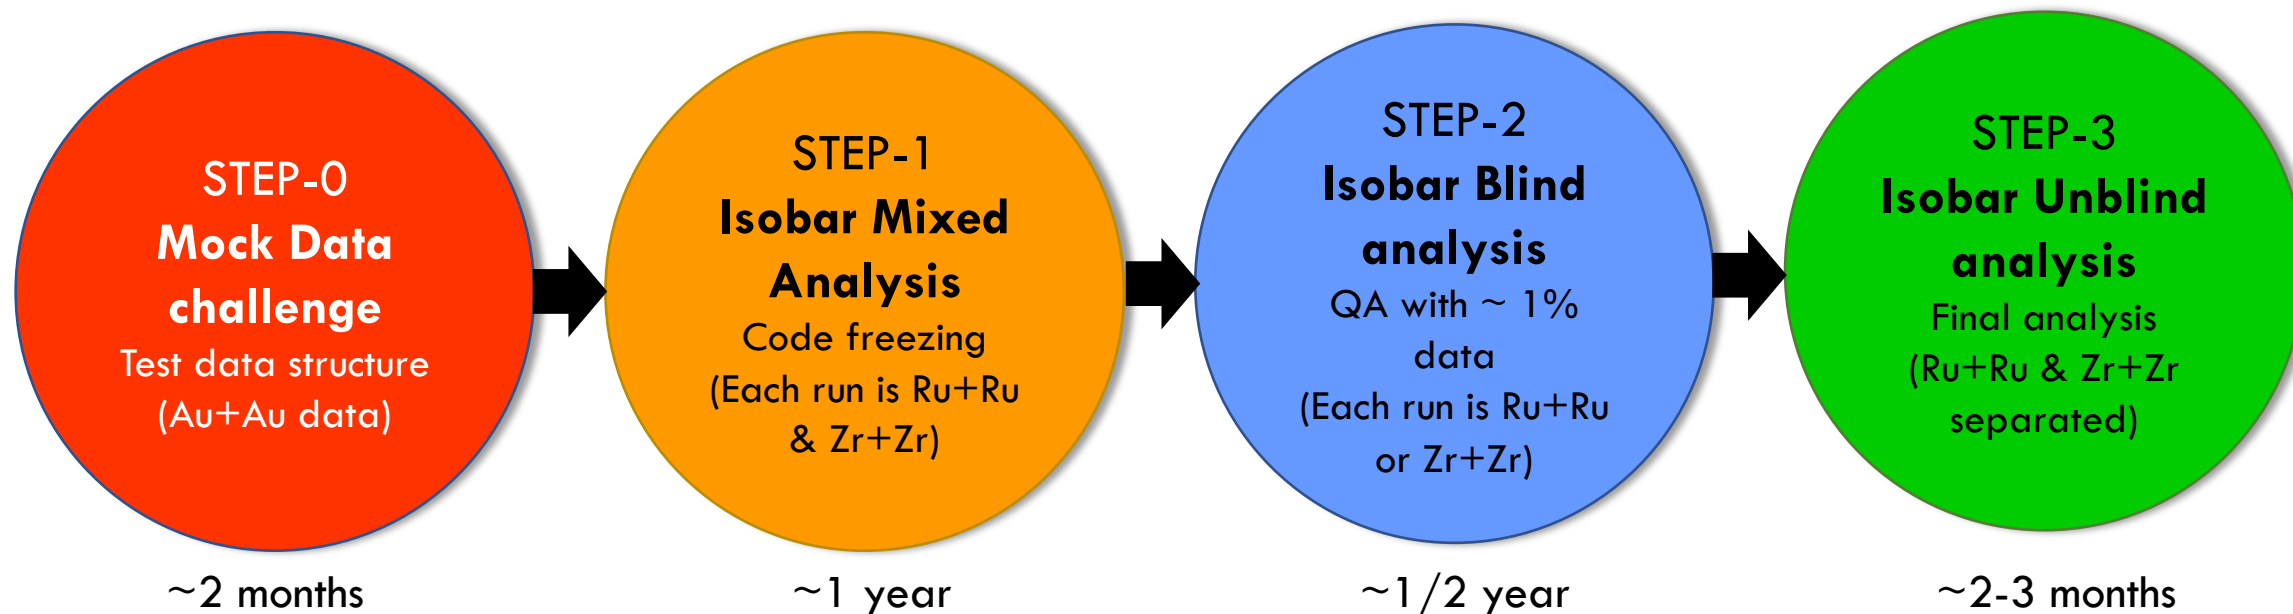 STEP-0
Mock Data
challenge
Test data structure
(Au+Au data)
~2 months
STEP-1
Isobar Mixed
Analysis
Code freezing
(Each run is Ru+Ru
& Zr+Zr)
~1 year
STEP-2
Isobar Blind
analysis
QA with ~ 1%
data
(Each run is Ru+Ru
or Zr+Zr)
~1/2 year
STEP-3
Isobar Unblind
analysis
Final analysis
(Ru+Ru & Zr+Zr
separated)
~2-3 months